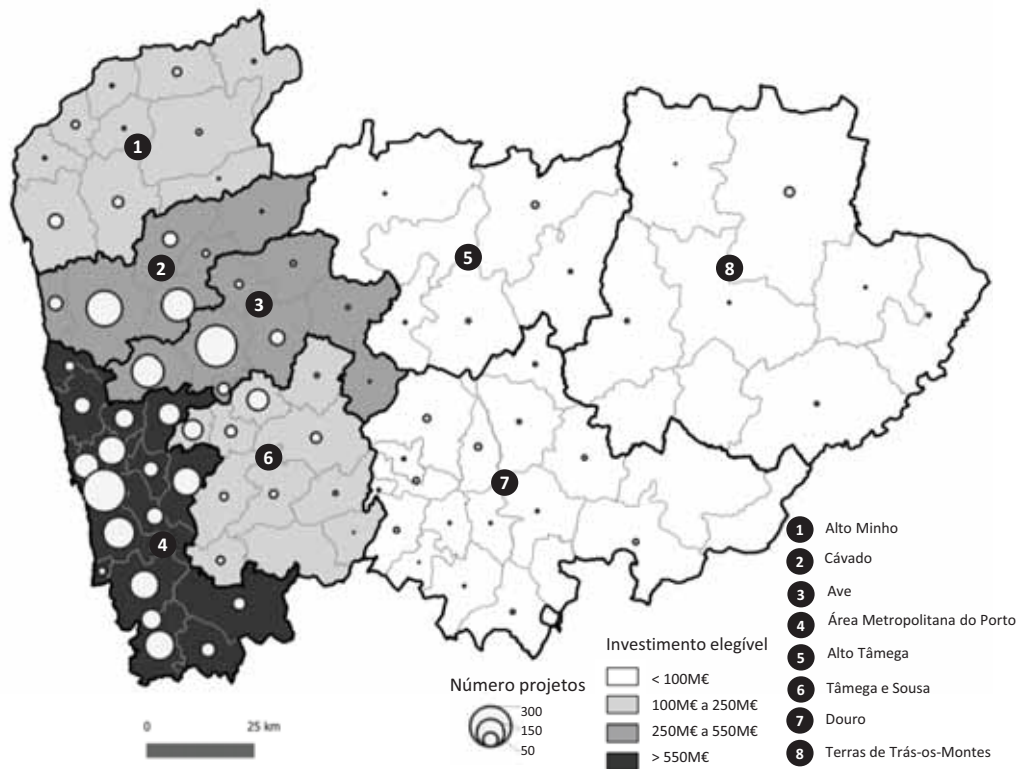 1
2
3
4
5
6
7
8
Número projetos
300
150
50
0 25 km
Investimento elegível
< 100M€
100M€ a 250M€
250M€ a 550M€
> 550M€
1 Alto Minho
2 Cávado
3 Ave
4 Área Metropolitana do Porto
5 Alto Tâmega
6 Tâmega e Sousa
7 Douro
8 Terras de Trás-os-Montes